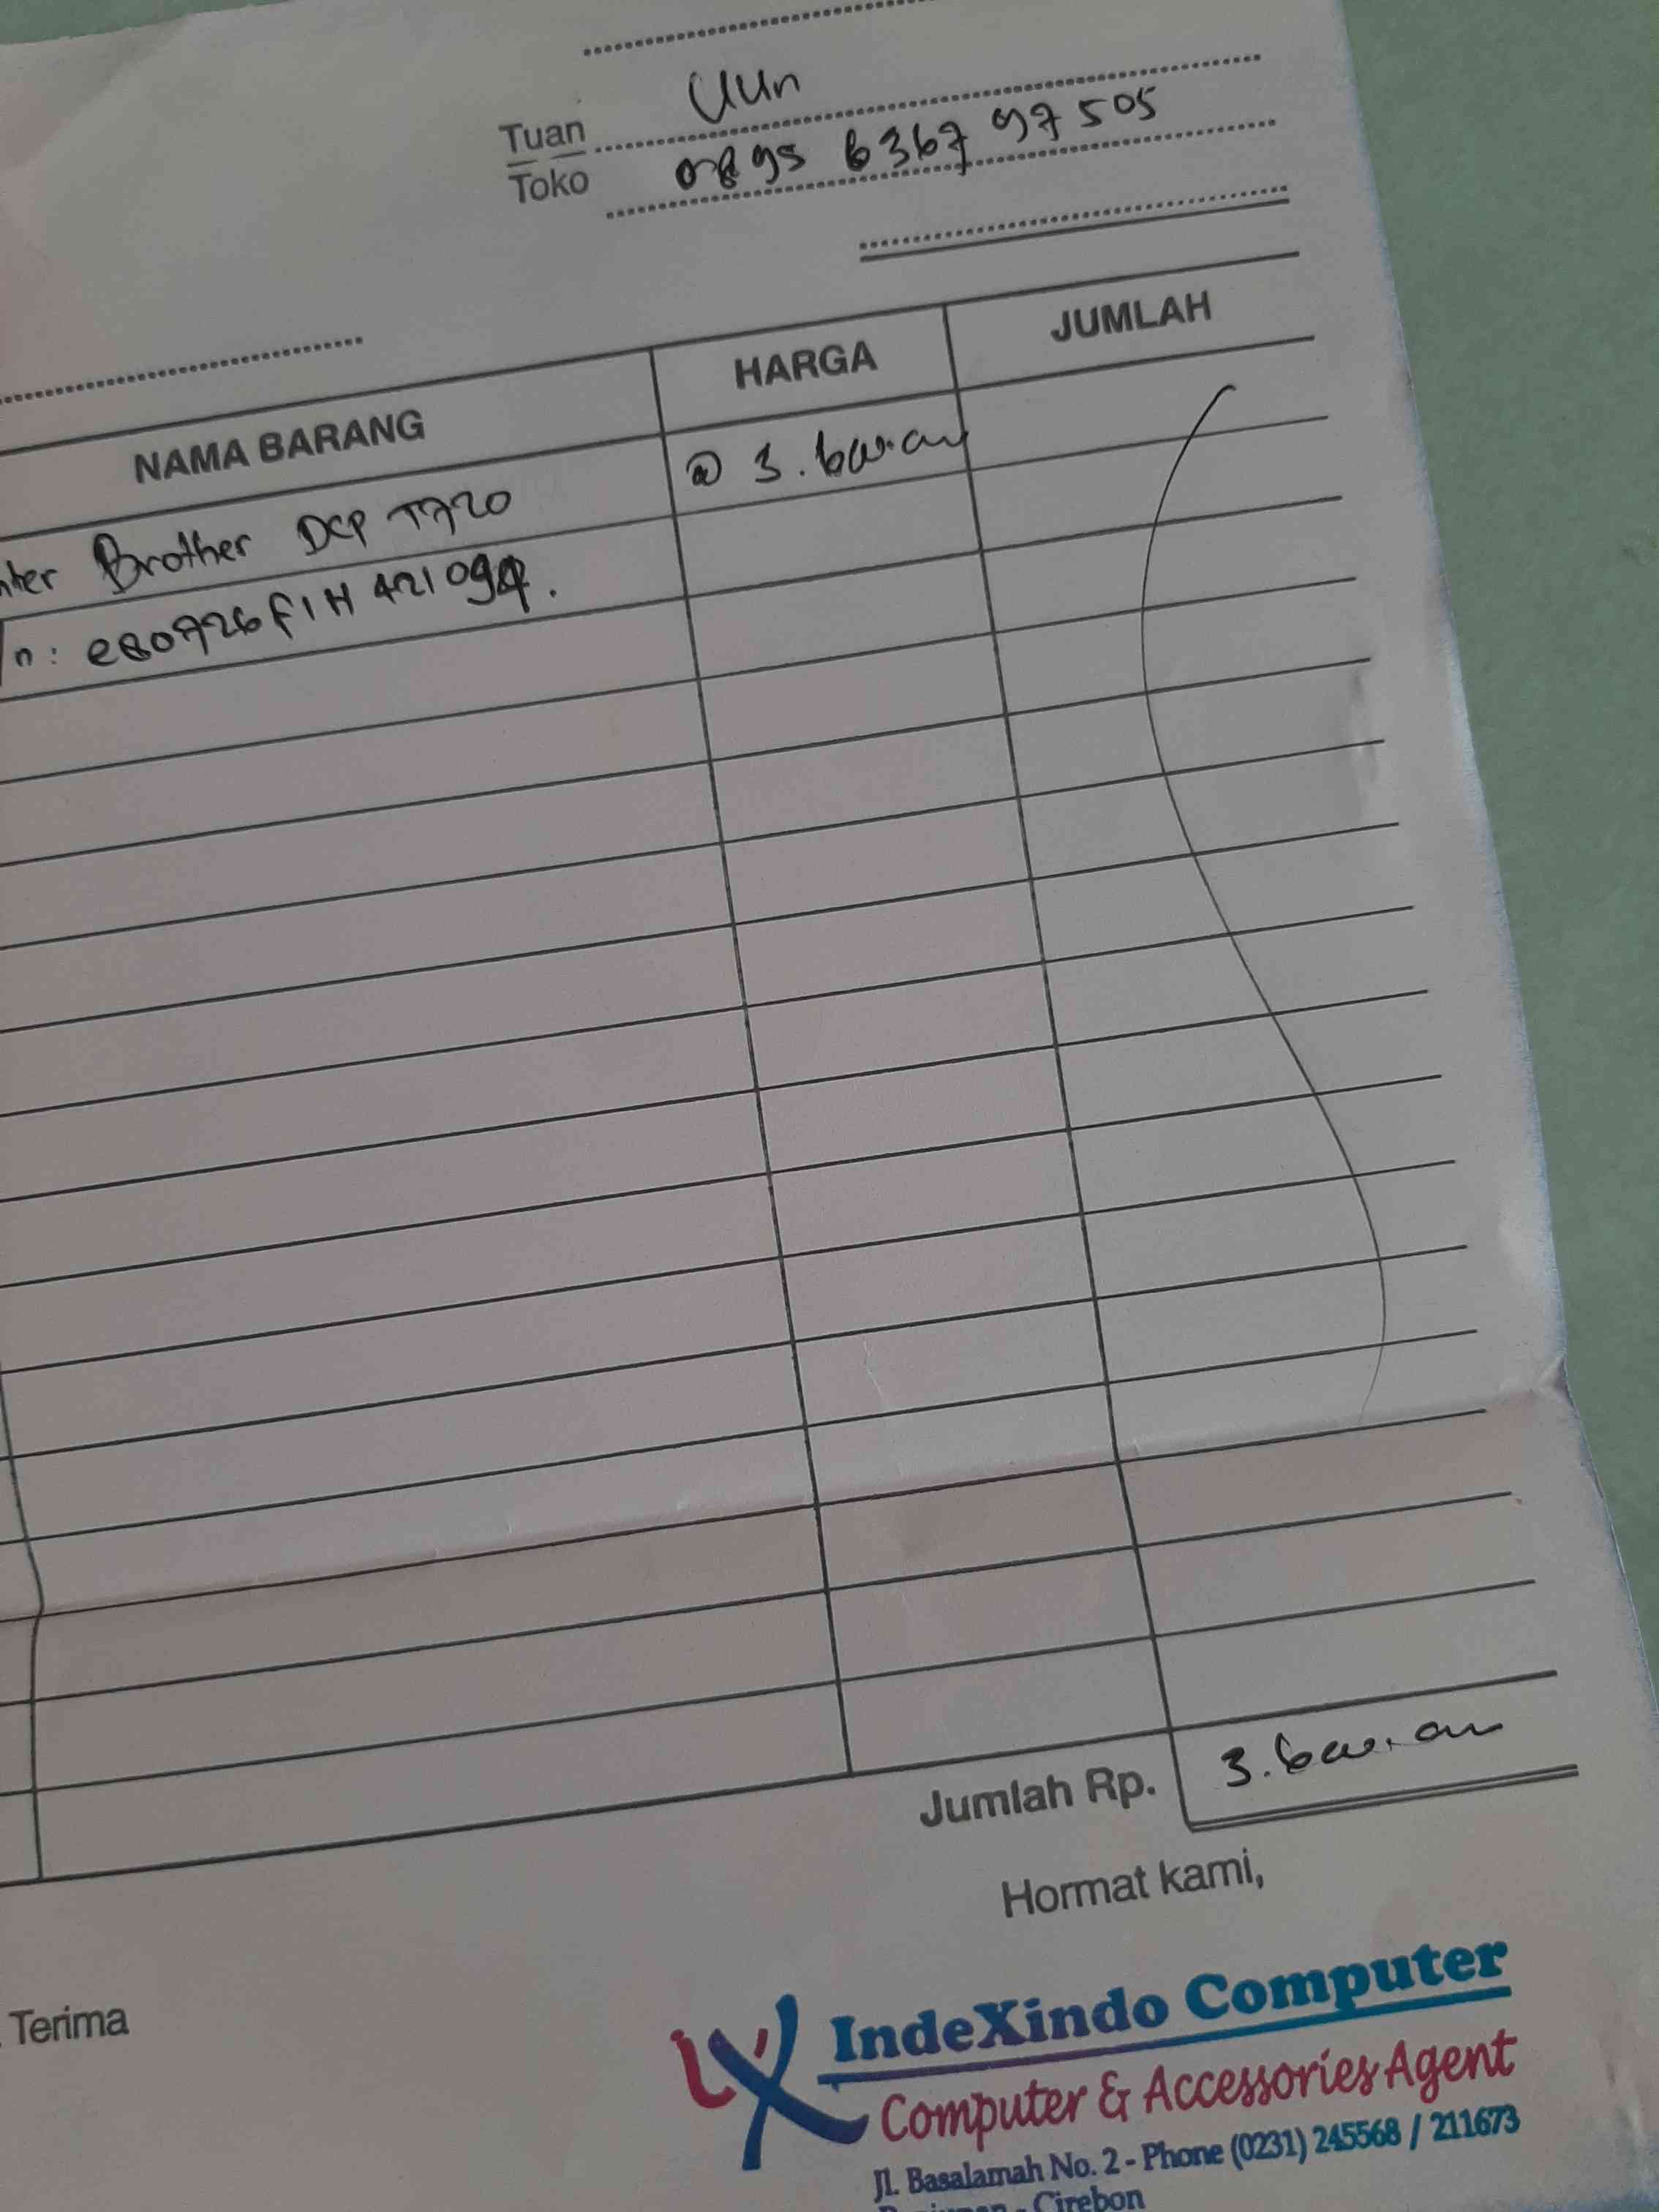 Tuan Uun
Toko 0895 6367 97505
NAMA BARANG HARGA JUMLAH
nter Brother DCP T720 @ 3.600.000
/n: E80726F1H421094.
Jumlah Rp. 3.600.000
Hormat kami,
Terima
IndeXindo Computer
Computer & Accessories Agent
Jl. Basalamah No. 2 - Phone (0231) 245568 / 211673
- Cirebon